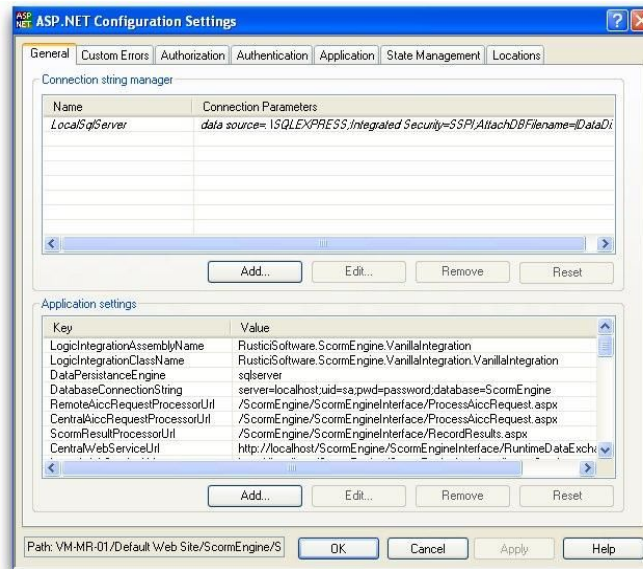 ASP.NET Configuration Settings
General Custom Errors Authorization Authentication Application State Management Locations
Connection string manager
Name Connection Parameters
LocalSqlServer data source=.\SQLEXPRESS;Integrated Security=SSPI;AttachDBFilename=|DataDi
Add... Edit... Remove Reset
Application settings
Key Value
LogicIntegrationAssemblyName RusticiSoftware.ScormEngine.VanillaIntegration
LogicIntegrationClassName RusticiSoftware.ScormEngine.VanillaIntegration.VanillaIntegration
DataPersistanceEngine sqlserver
DatabaseConnectionString server=localhost;uid=sa;pwd=password;database=ScormEngine
RemoteAiccRequestProcessorUrl /ScormEngine/ScormEngineInterface/ProcessAiccRequest.aspx
CentralAiccRequestProcessorUrl /ScormEngine/ScormEngineInterface/ProcessAiccRequest.aspx
ScormResultProcessorUrl /ScormEngine/ScormEngineInterface/RecordResults.aspx
CentralWebServiceUrl http://localhost/ScormEngine/ScormEngineInterface/RuntimeDataExcha
Add... Edit... Remove Reset
Path: VM-MR-01/Default Web Site/ScormEngine/S OK Cancel Apply Help